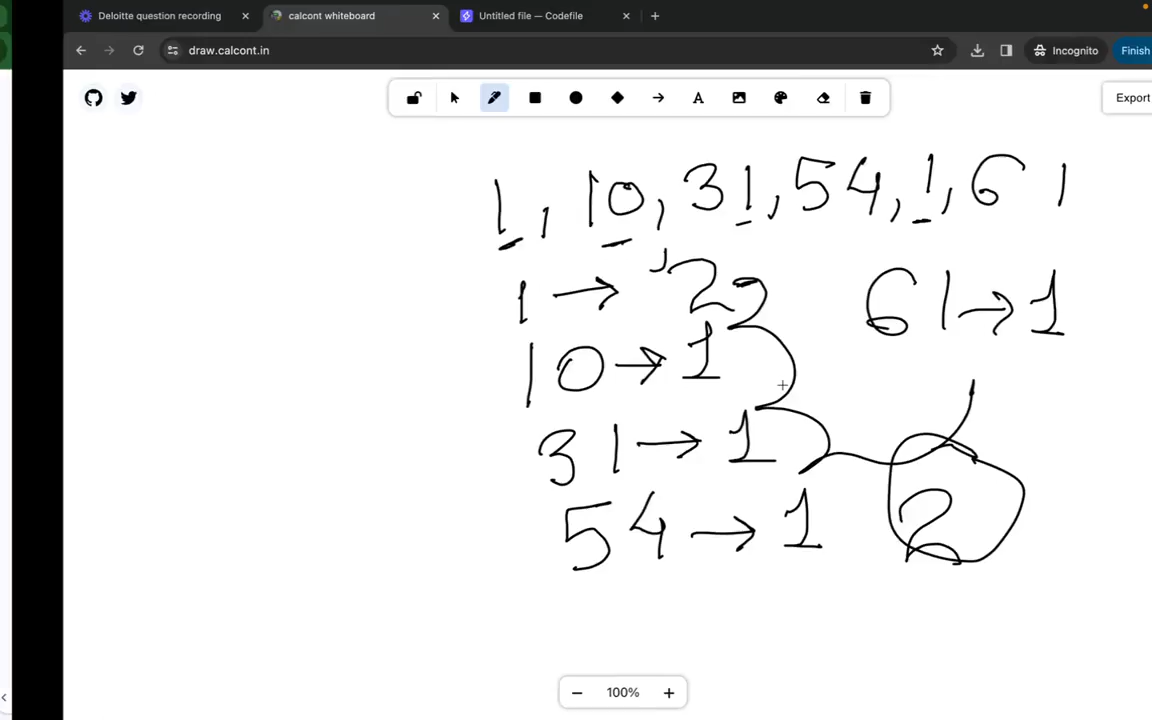 Deloitte question recording
calcont whiteboard
Untitled file — Codefile
draw.calcont.in
Incognito
Finish
A
Export
1, 10, 31, 54, 1, 61
1 → 2
61 → 1
10 → 1
31 → 1
54 → 1
2
100%